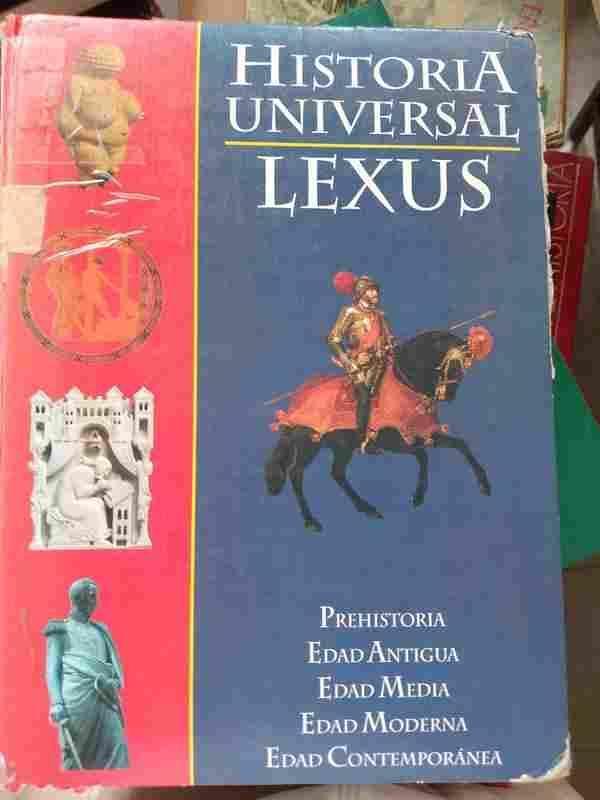 HISTORIA
UNIVERSAL
LEXUS
PREHISTORIA
EDAD ANTIGUA
EDAD MEDIA
EDAD MODERNA
EDAD CONTEMPORÁNEA